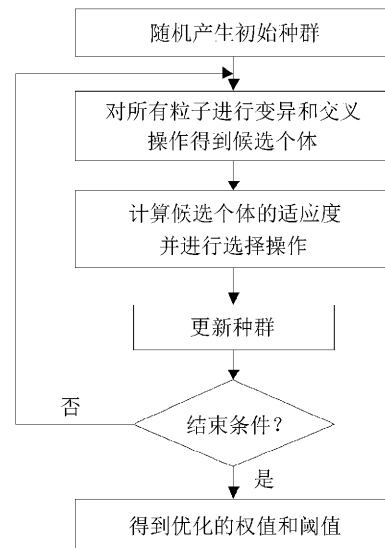 随机产生初始种群
对所有粒子进行变异和交叉
操作得到候选个体
计算候选个体的适应度
并进行选择操作
更新种群
结束条件?
否
是
得到优化的权值和阈值